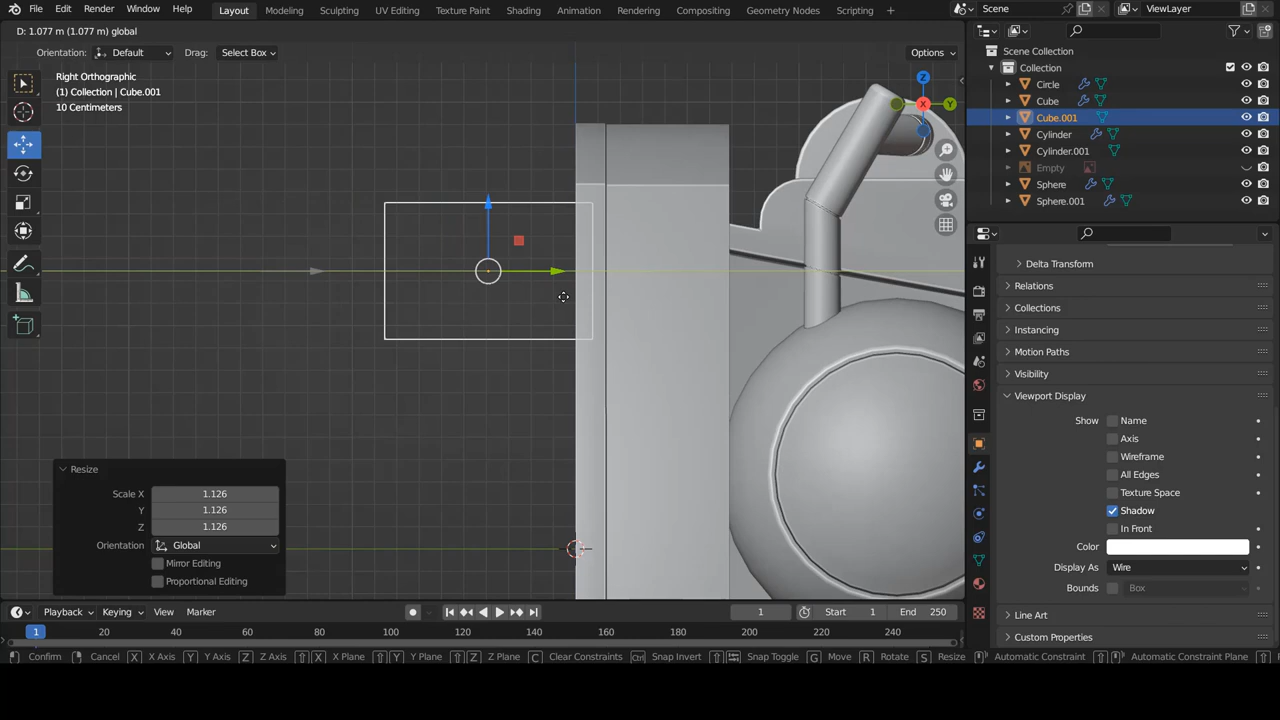 File Edit Render Window Help Layout Modeling Sculpting UV Editing Texture Paint Shading Animation Rendering Compositing Geometry Nodes Scripting + Scene ViewLayer
D: 1.077 m (1.077 m) global
Orientation: Default Drag: Select Box Options
Right Orthographic
(1) Collection | Cube.001
10 Centimeters
Z
X
Y
Scene Collection
Collection
Circle
Cube
Cube.001
Cylinder
Cylinder.001
Empty
Sphere
Sphere.001
Delta Transform
Relations
Collections
Instancing
Motion Paths
Visibility
Viewport Display
Show Name
Axis
Wireframe
All Edges
Texture Space
Shadow
In Front
Color
Display As Wire
Bounds Box
Line Art
Custom Properties
Resize
Scale X 1.126
Y 1.126
Z 1.126
Orientation Global
Mirror Editing
Proportional Editing
Playback Keying View Marker 1 Start 1 End 250
1 20 40 60 80 100 120 140 160 180 200 220 240
Confirm Cancel X X Axis Y Y Axis Z Z Axis X X Plane Y Y Plane Z Z Plane C Clear Constraints Snap Invert Snap Toggle G Move R Rotate S Resize Automatic Constraint Automatic Constraint Plane